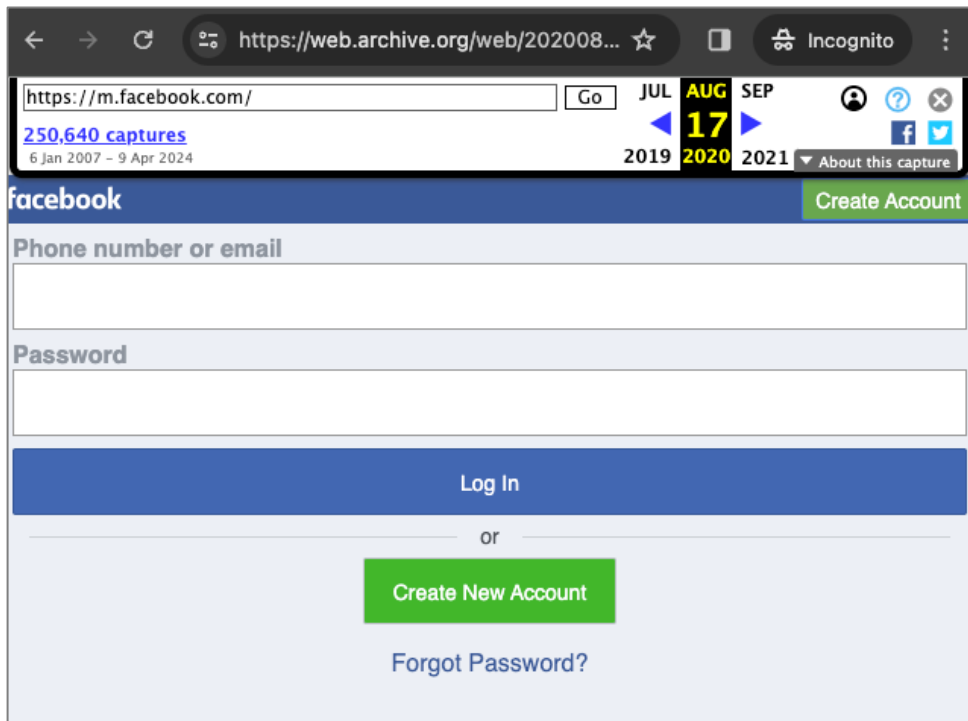 https://web.archive.org/web/202008... Incognito
https://m.facebook.com/ Go JUL AUG SEP
250,640 captures 17
6 Jan 2007 – 9 Apr 2024 2019 2020 2021 ▼ About this capture
facebook Create Account
Phone number or email
Password
Log In
or
Create New Account
Forgot Password?